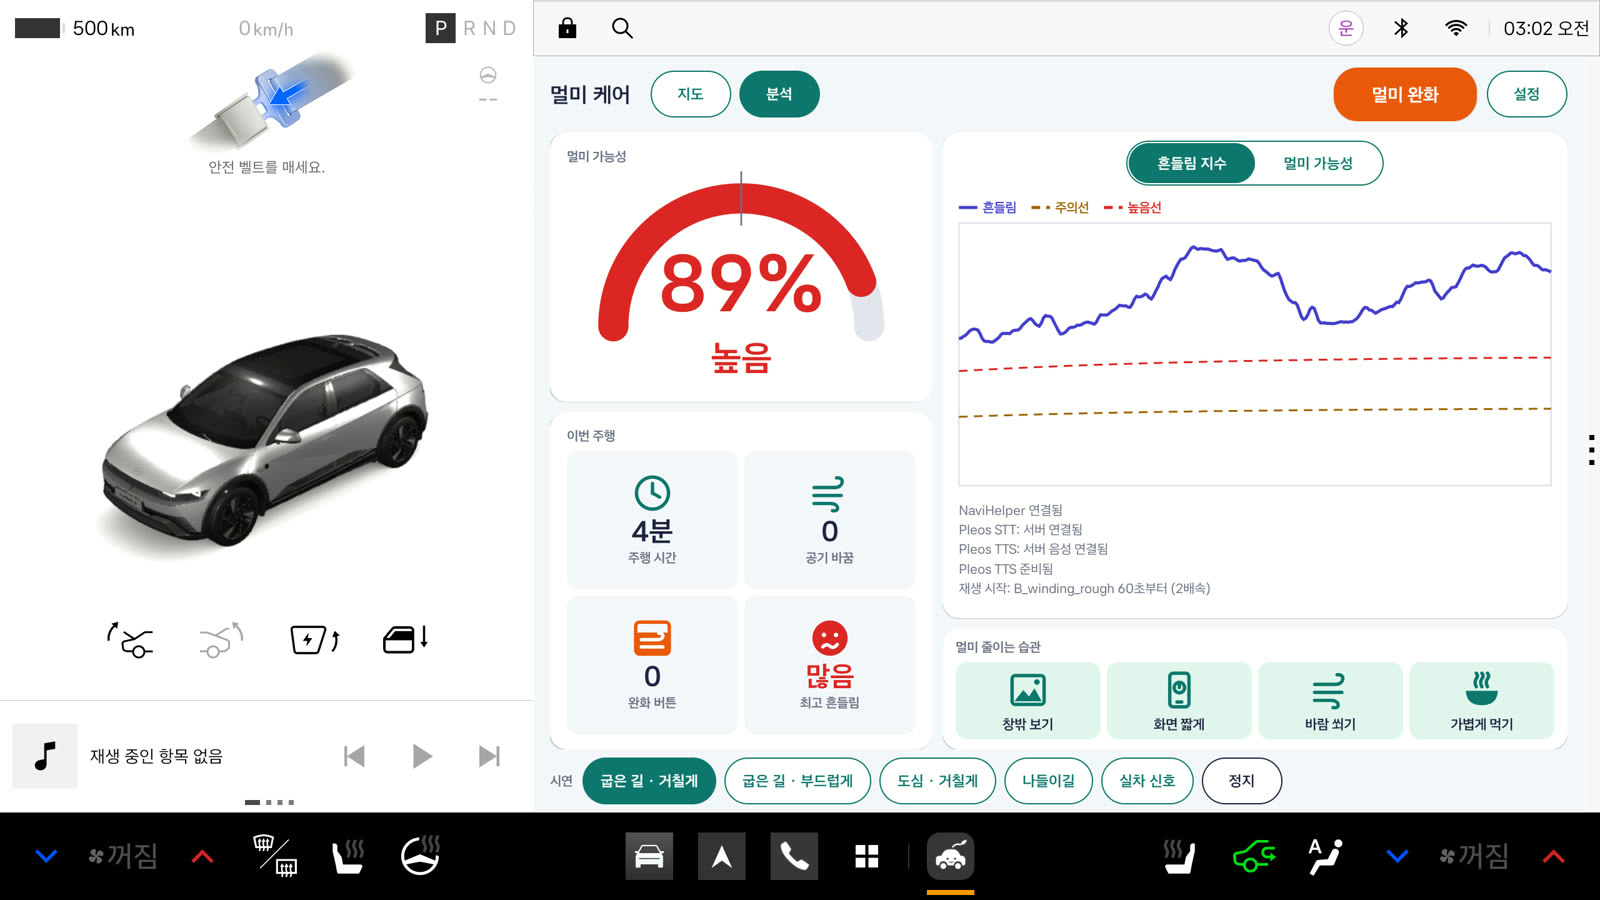 500 km
0 km/h
P R N D
--
안전 벨트를 매세요.
재생 중인 항목 없음
운
03:02 오전
멀미 케어
지도
분석
멀미 완화
설정
멀미 가능성
89%
높음
이번 주행
4분
주행 시간
0
공기 바꿈
0
완화 버튼
많음
최고 흔들림
흔들림 지수
멀미 가능성
흔들림
주의선
높음선
NaviHelper 연결됨
Pleos STT: 서버 연결됨
Pleos TTS: 서버 음성 연결됨
Pleos TTS 준비됨
재생 시작: B_winding_rough 60초부터 (2배속)
멀미 줄이는 습관
창밖 보기
화면 짧게
바람 쐬기
가볍게 먹기
시연
굽은 길 · 거칠게
굽은 길 · 부드럽게
도심 · 거칠게
나들이길
실차 신호
정지
꺼짐
A
꺼짐